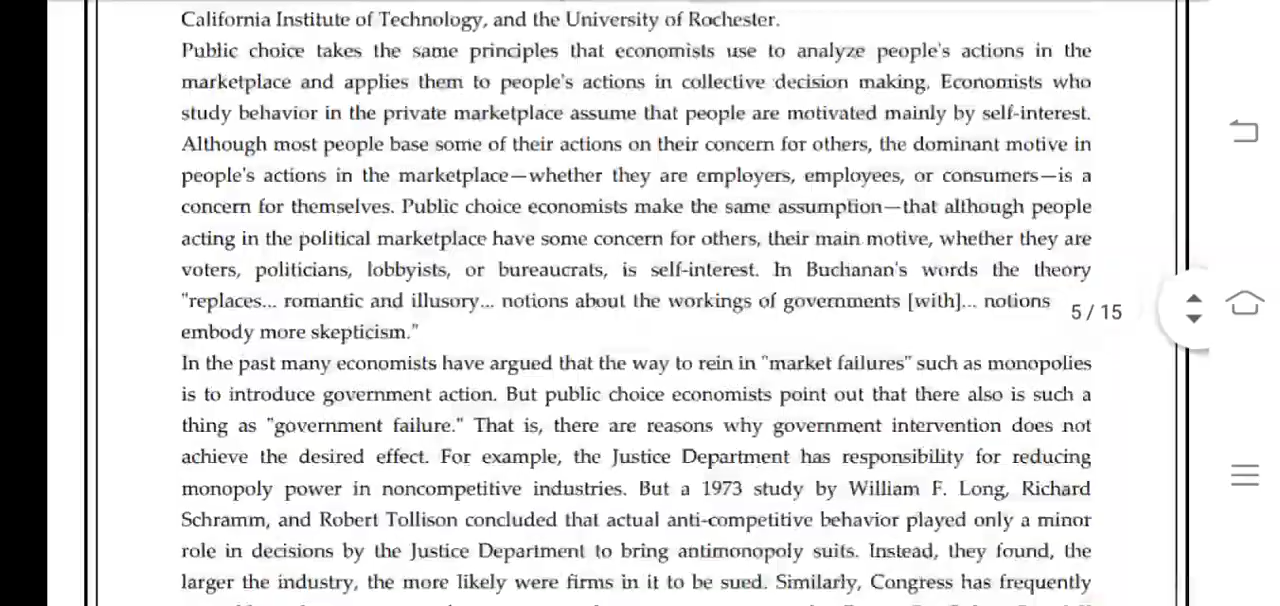 California Institute of Technology, and the University of Rochester.
Public choice takes the same principles that economists use to analyze people's actions in the
marketplace and applies them to people's actions in collective decision making. Economists who
study behavior in the private marketplace assume that people are motivated mainly by self-interest.
Although most people base some of their actions on their concern for others, the dominant motive in
people's actions in the marketplace—whether they are employers, employees, or consumers—is a
concern for themselves. Public choice economists make the same assumption—that although people
acting in the political marketplace have some concern for others, their main motive, whether they are
voters, politicians, lobbyists, or bureaucrats, is self-interest. In Buchanan's words the theory
"replaces... romantic and illusory... notions about the workings of governments [with]... notions
5 / 15
embody more skepticism."
In the past many economists have argued that the way to rein in "market failures" such as monopolies
is to introduce government action. But public choice economists point out that there also is such a
thing as "government failure." That is, there are reasons why government intervention does not
achieve the desired effect. For example, the Justice Department has responsibility for reducing
monopoly power in noncompetitive industries. But a 1973 study by William F. Long, Richard
Schramm, and Robert Tollison concluded that actual anti-competitive behavior played only a minor
role in decisions by the Justice Department to bring antimonopoly suits. Instead, they found, the
larger the industry, the more likely were firms in it to be sued. Similarly, Congress has frequently